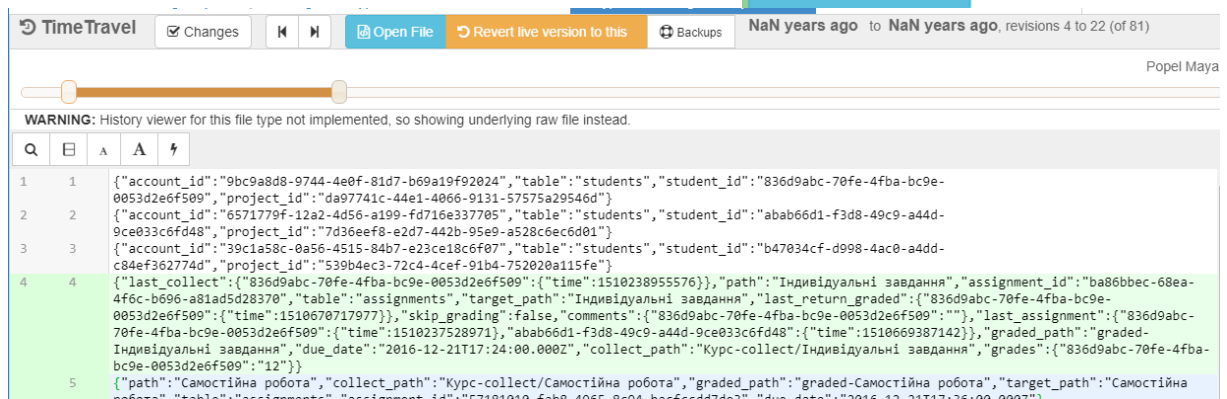 TimeTravel Changes Open File Revert live version to this Backups NaN years ago to NaN years ago, revisions 4 to 22 (of 81)
Popel Maya
WARNING: History viewer for this file type not implemented, so showing underlying raw file instead.
A A
1 1 {"account_id":"9bc9a8d8-9744-4e0f-81d7-b69a19f92024","table":"students","student_id":"836d9abc-70fe-4fba-bc9e-
0053d2e6f509","project_id":"da97741c-44e1-4066-9131-57575a29546d"}
2 2 {"account_id":"6571779f-12a2-4d56-a199-fd716e337705","table":"students","student_id":"abab66d1-f3d8-49c9-a44d-
9ce033c6fd48","project_id":"7d36eef8-e2d7-442b-95e9-a528c6ec6d01"}
3 3 {"account_id":"39c1a58c-0a56-4515-84b7-e23ce18c6f07","table":"students","student_id":"b47034cf-d998-4ac0-a4dd-
c84ef362774d","project_id":"539b4ec3-72c4-4cef-91b4-752020a115fe"}
4 4 {"last_collect":{"836d9abc-70fe-4fba-bc9e-0053d2e6f509":{"time":1510238955576}},"path":"Індивідуальні завдання","assignment_id":"ba86bbec-68ea-
4f6c-b696-a81ad5d28370","table":"assignments","target_path":"Індивідуальні завдання","last_return_graded":{"836d9abc-70fe-4fba-bc9e-
0053d2e6f509":{"time":1510670717977}},"skip_grading":false,"comments":{"836d9abc-70fe-4fba-bc9e-0053d2e6f509":""},"last_assignment":{"836d9abc-
70fe-4fba-bc9e-0053d2e6f509":{"time":1510237528971},"abab66d1-f3d8-49c9-a44d-9ce033c6fd48":{"time":1510669387142}},"graded_path":"graded-
Індивідуальні завдання","due_date":"2016-12-21T17:24:00.000Z","collect_path":"Курс-collect/Індивідуальні завдання","grades":{"836d9abc-70fe-4fba-
bc9e-0053d2e6f509":"12"}}
5 {"path":"Самостійна робота","collect_path":"Курс-collect/Самостійна робота","graded_path":"graded-Самостійна робота","target_path":"Самостійна